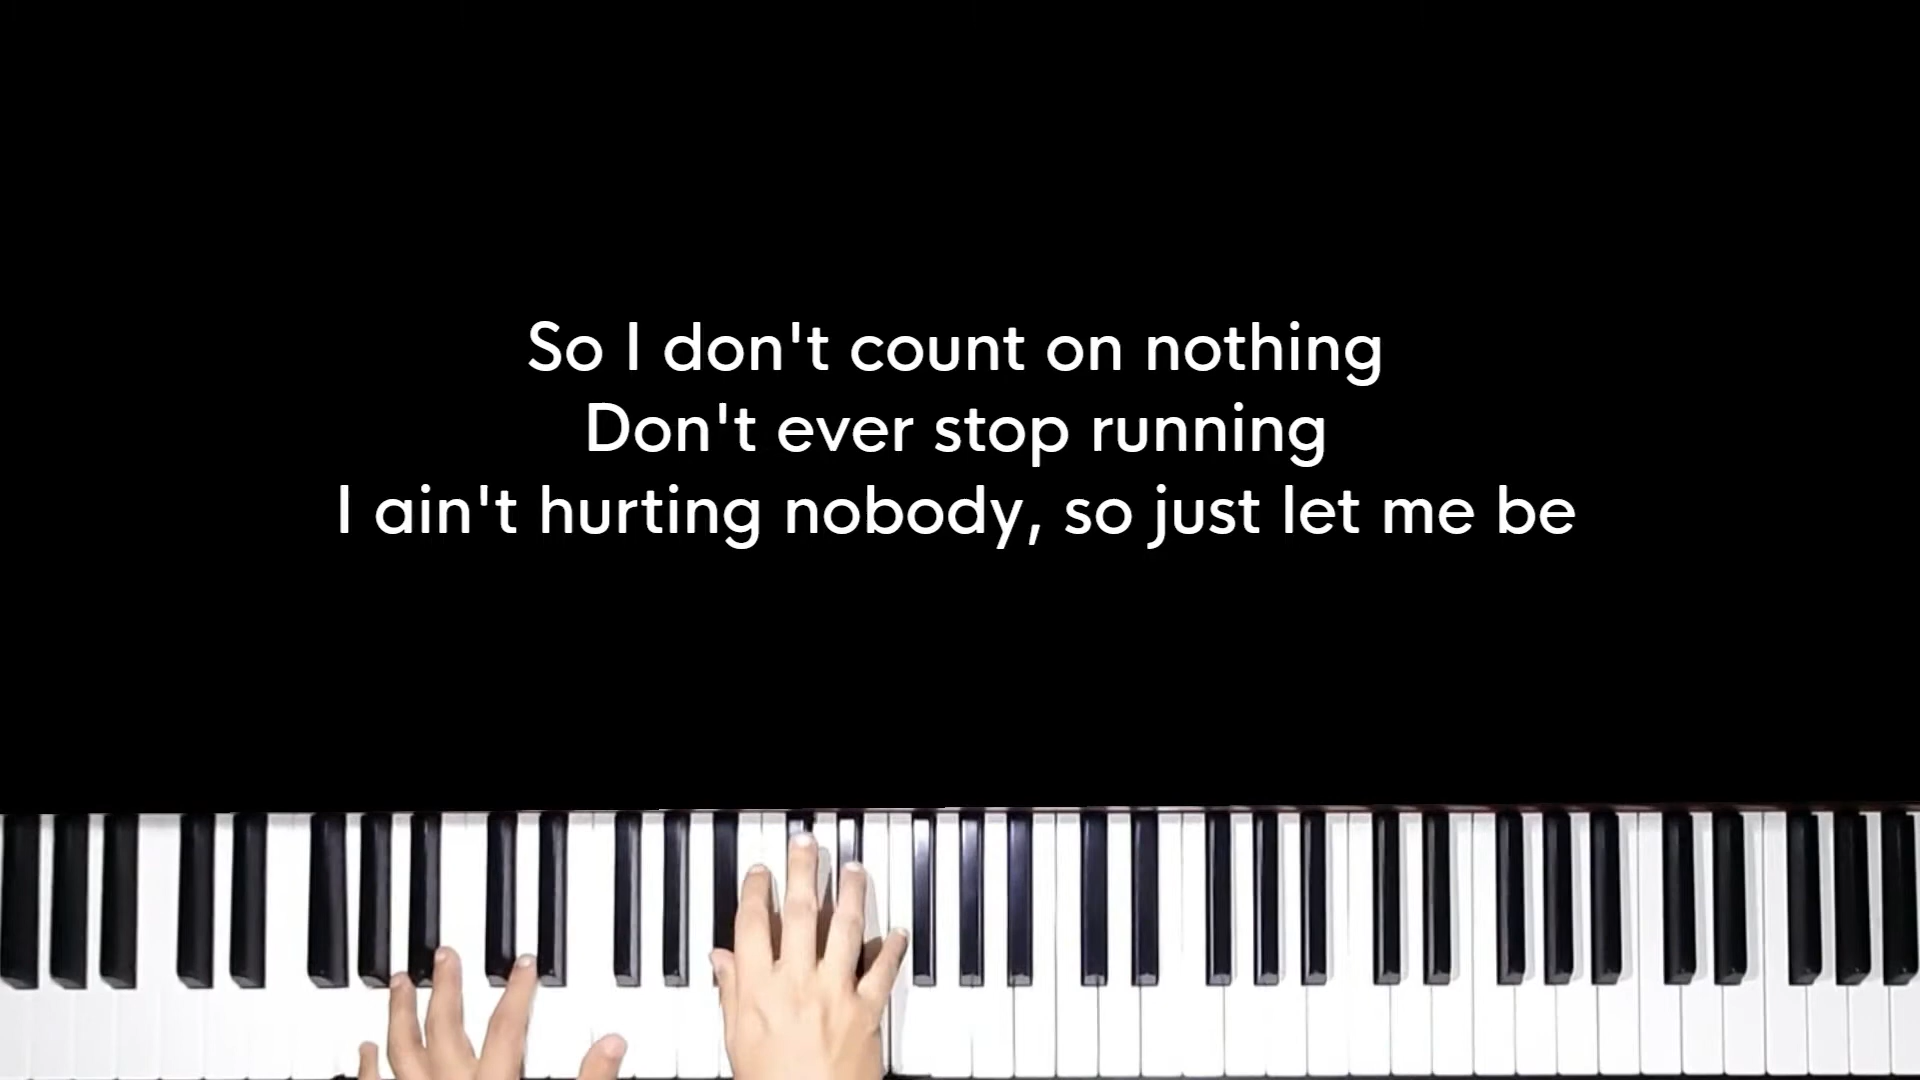 So I don't count on nothing
Don't ever stop running
I ain't hurting nobody, so just let me be